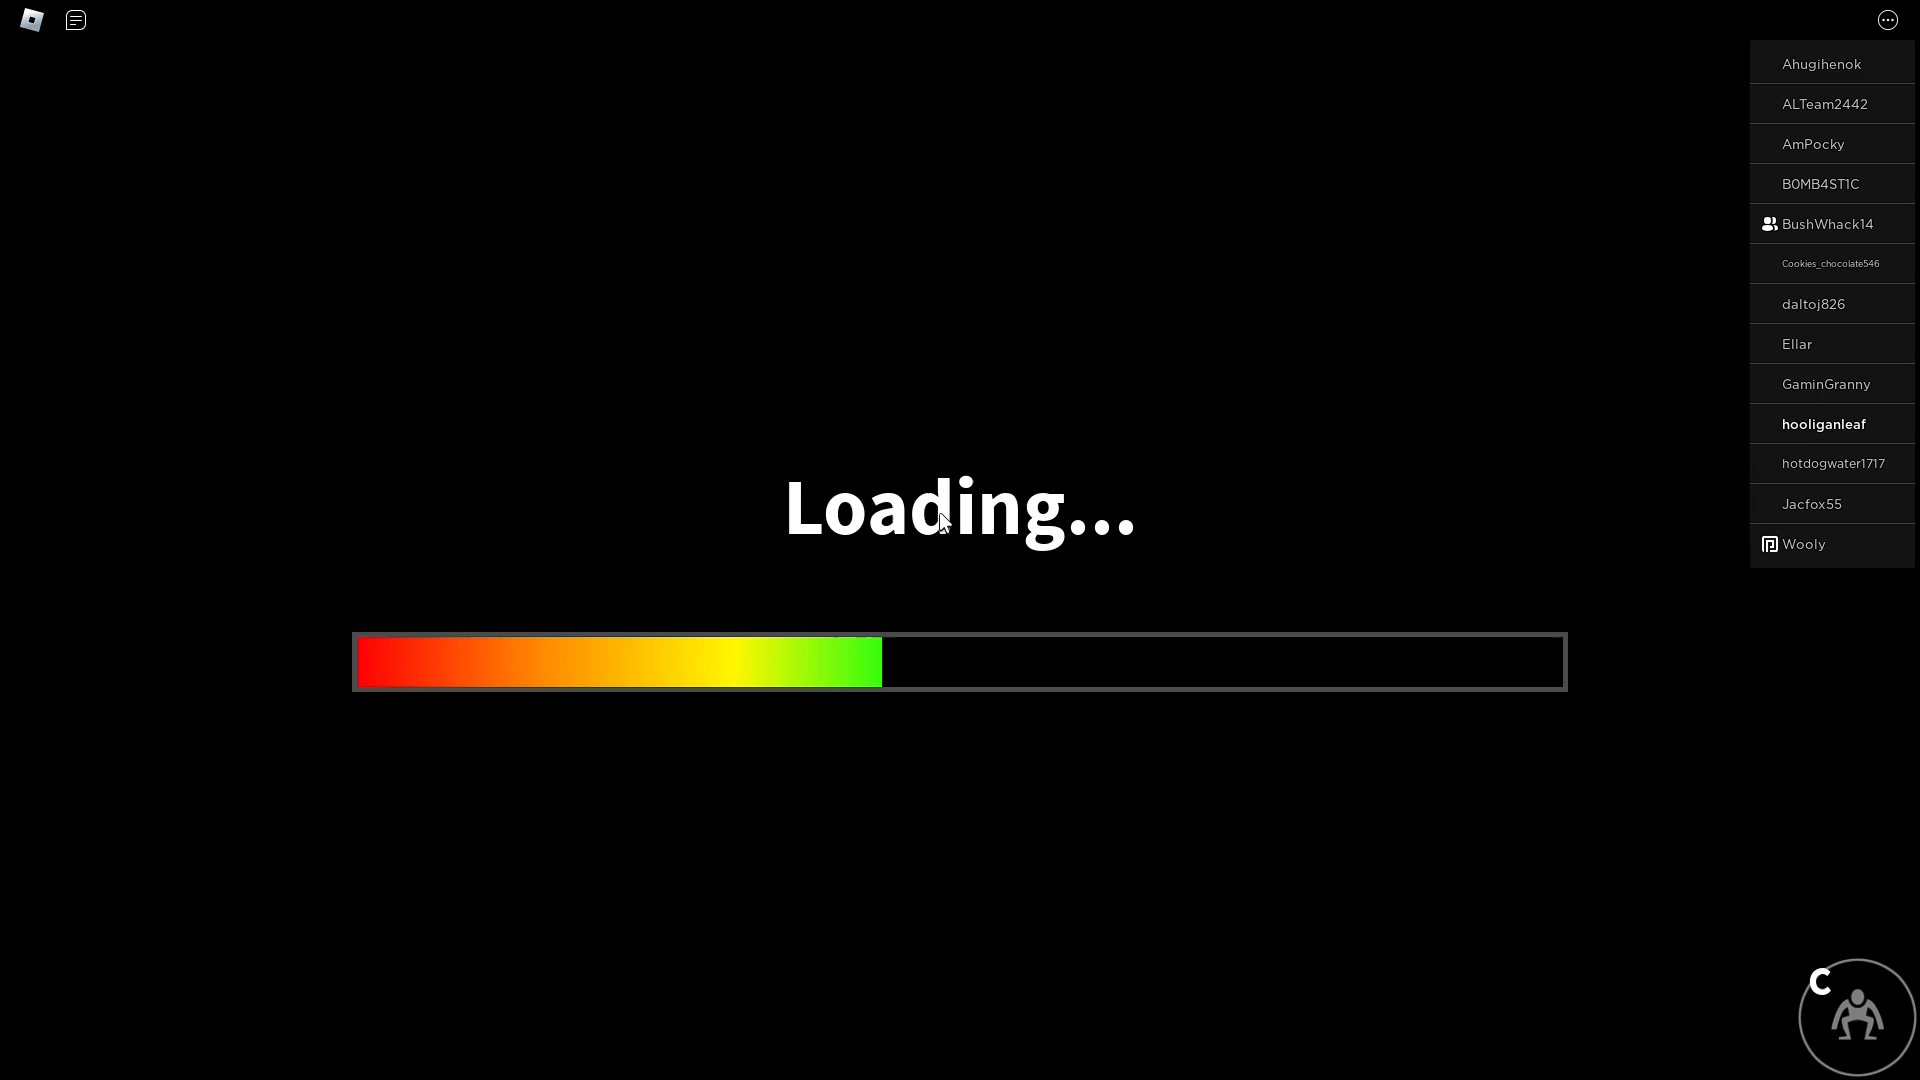 Ahugihenok
ALTeam2442
AmPocky
B0MB4ST1C
BushWhack14
Cookies_chocolate546
daltoj826
Ellar
GaminGranny
hooliganleaf
hotdogwater1717
Jacfox55
Wooly
Loading...
C